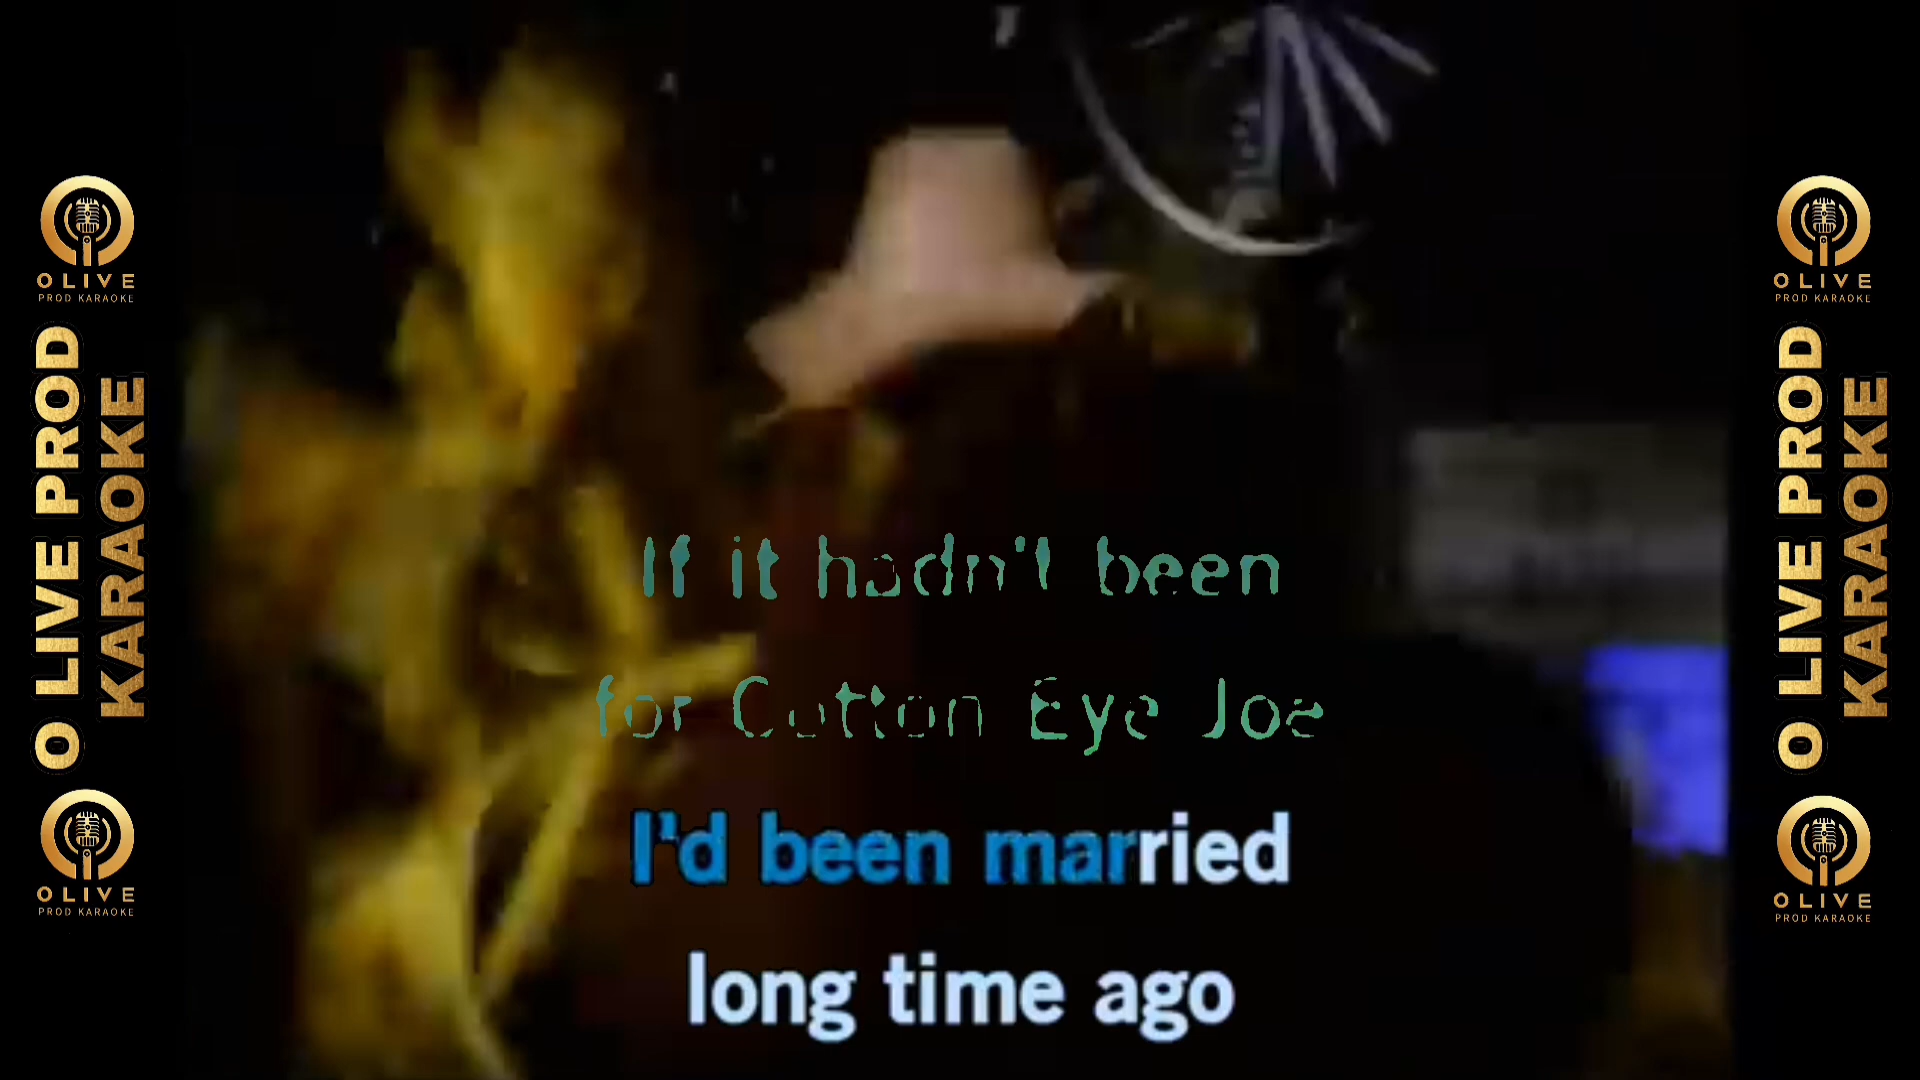 OLIVE
PROD KARAOKE
O LIVE PROD
KARAOKE
OLIVE
PROD KARAOKE
If it hadn't been
for Cotton Eye Joe
I'd been married
long time ago
OLIVE
PROD KARAOKE
O LIVE PROD
KARAOKE
OLIVE
PROD KARAOKE